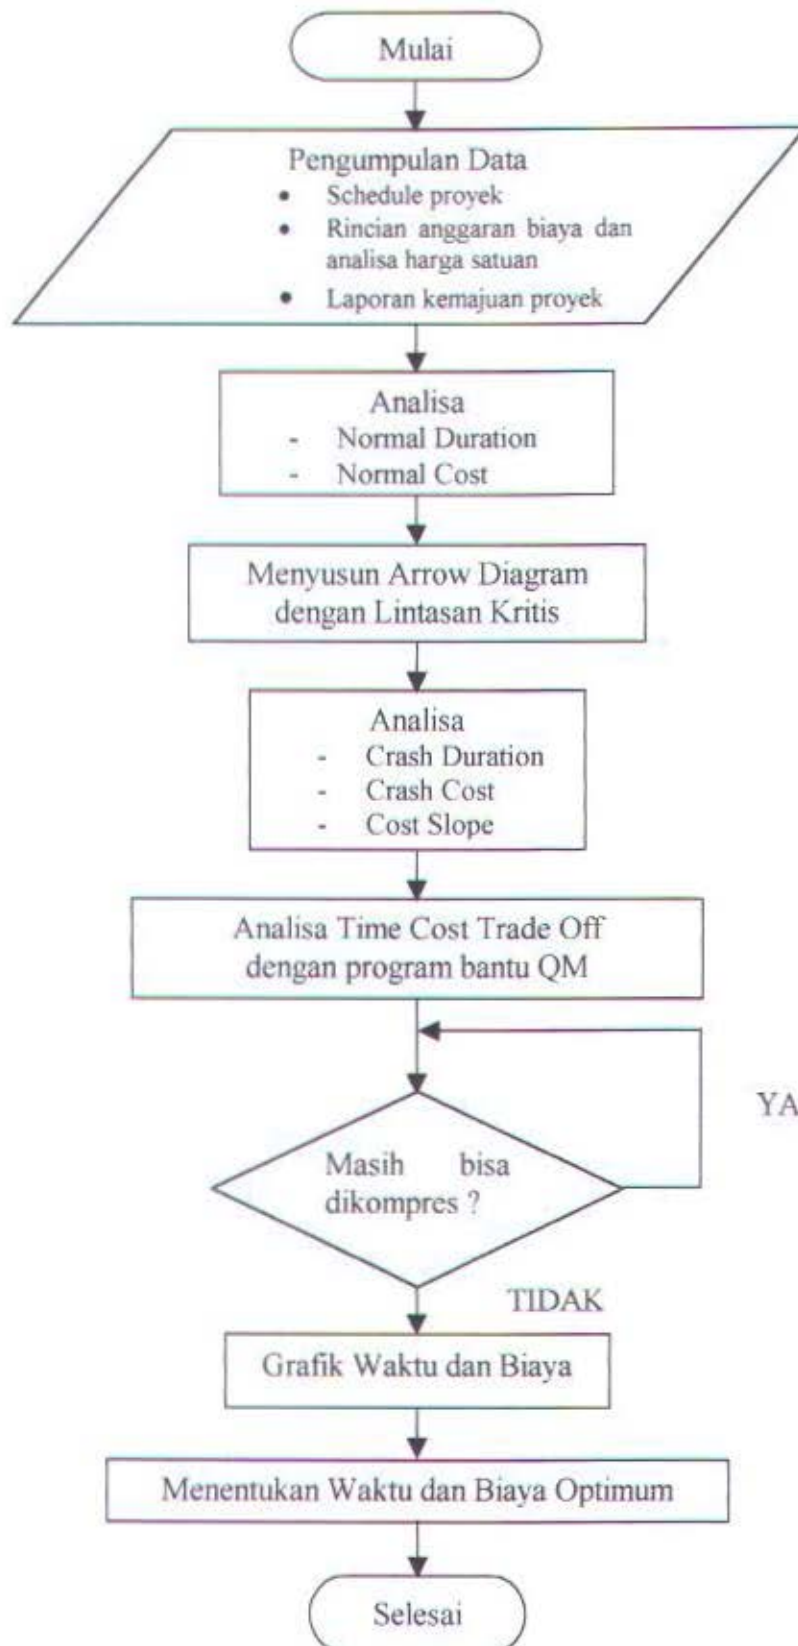 Mulai
Pengumpulan Data
• Schedule proyek
• Rincian anggaran biaya dan
analisa harga satuan
• Laporan kemajuan proyek
Analisa
- Normal Duration
- Normal Cost
Menyusun Arrow Diagram
dengan Lintasan Kritis
Analisa
- Crash Duration
- Crash Cost
- Cost Slope
Analisa Time Cost Trade Off
dengan program bantu QM
YA
Masih bisa
dikompres ?
TIDAK
Grafik Waktu dan Biaya
Menentukan Waktu dan Biaya Optimum
Selesai